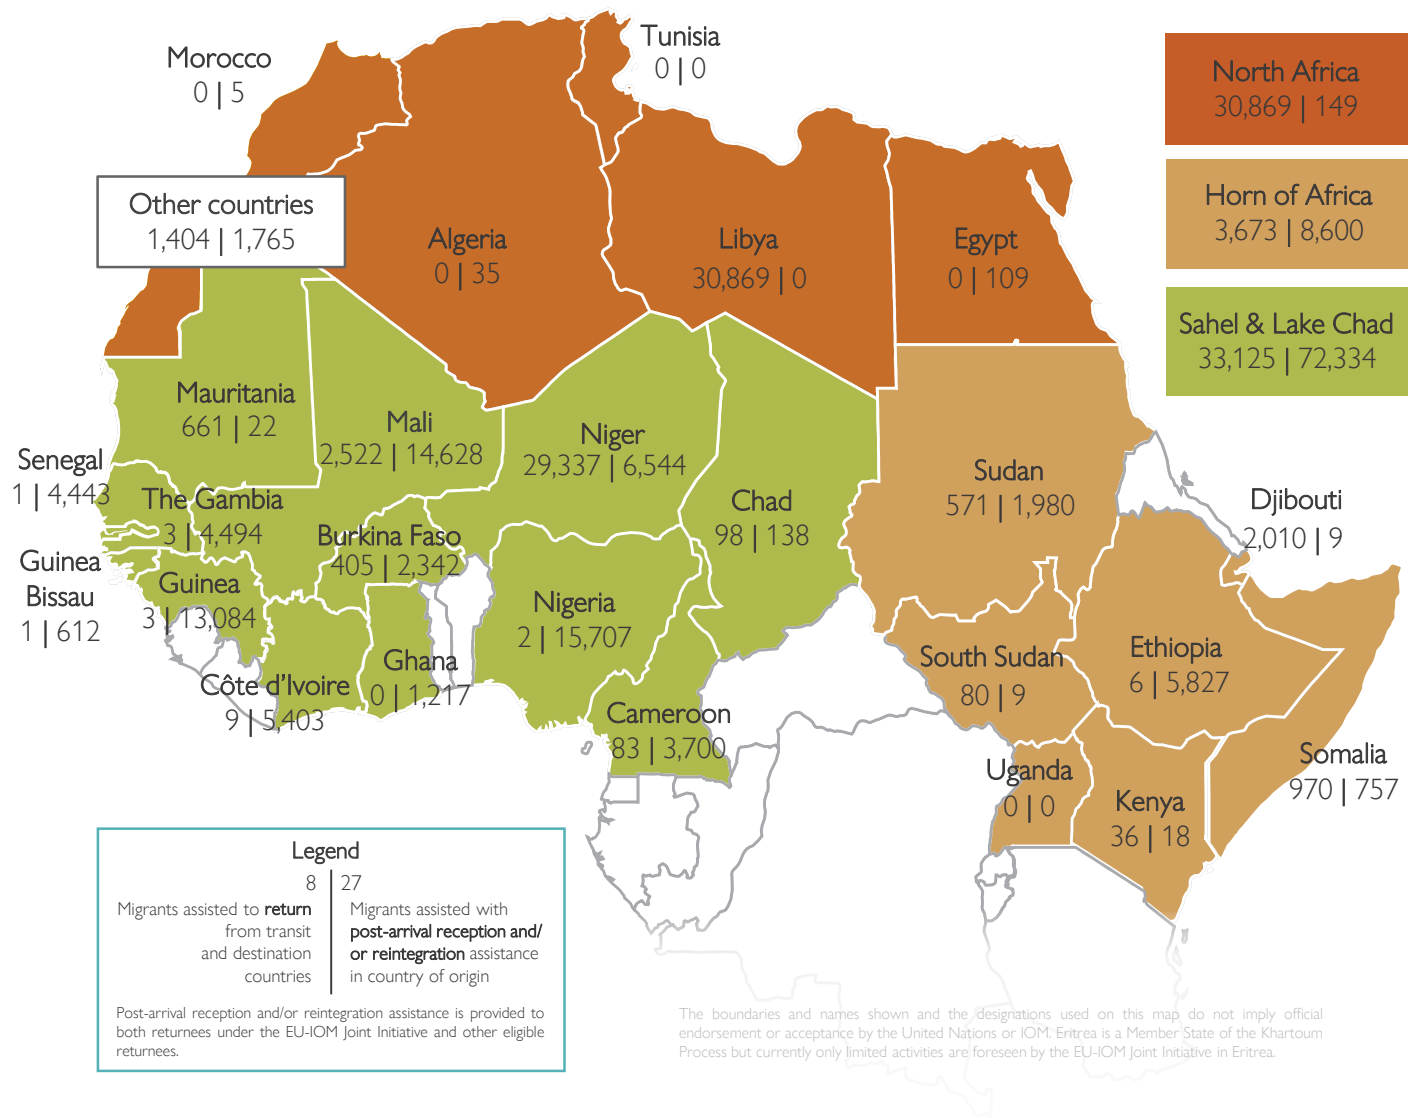 Tunisia
0 | 0
Morocco
0 | 5
North Africa
30,869 | 149
Horn of Africa
3,673 | 8,600
Sahel & Lake Chad
33,125 | 72,334
Other countries
1,404 | 1,765
Algeria
0 | 35
Libya
30,869 | 0
Egypt
0 | 109
Mauritania
661 | 22
Mali
2,522 | 14,628
Niger
29,337 | 6,544
Chad
98 | 138
Sudan
571 | 1,980
Djibouti
2,010 | 9
Senegal
1 | 4,443
The Gambia
3 | 4,494
Burkina Faso
405 | 2,342
Guinea
Bissau
1 | 612
Guinea
3 | 13,084
Nigeria
2 | 15,707
Côte d’Ivoire
9 | 5,403
Ghana
0 | 1,217
Cameroon
83 | 3,700
South Sudan
80 | 9
Ethiopia
6 | 5,827
Uganda
0 | 0
Kenya
36 | 18
Somalia
970 | 757
Legend
8 | 27
Migrants assisted to return
from transit
and destination
countries
Migrants assisted with
post-arrival reception and/
or reintegration assistance
in country of origin
Post-arrival reception and/or reintegration assistance is provided to
both returnees under the EU-IOM Joint Initiative and other eligible
returnees.
The boundaries and names shown and the designations used on this map do not imply official
endorsement or acceptance by the United Nations or IOM. Eritrea is a Member State of the Khartoum
Process but currently only limited activities are foreseen by the EU-IOM Joint Initiative in Eritrea.